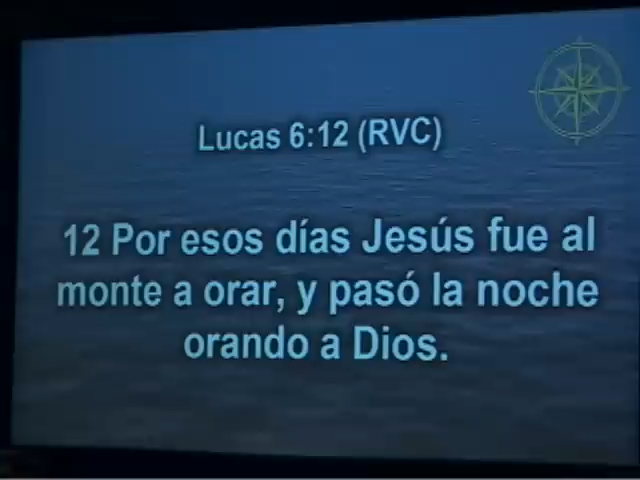 Lucas 6:12 (RVC)
12 Por esos días Jesús fue al
monte a orar, y pasó la noche
orando a Dios.